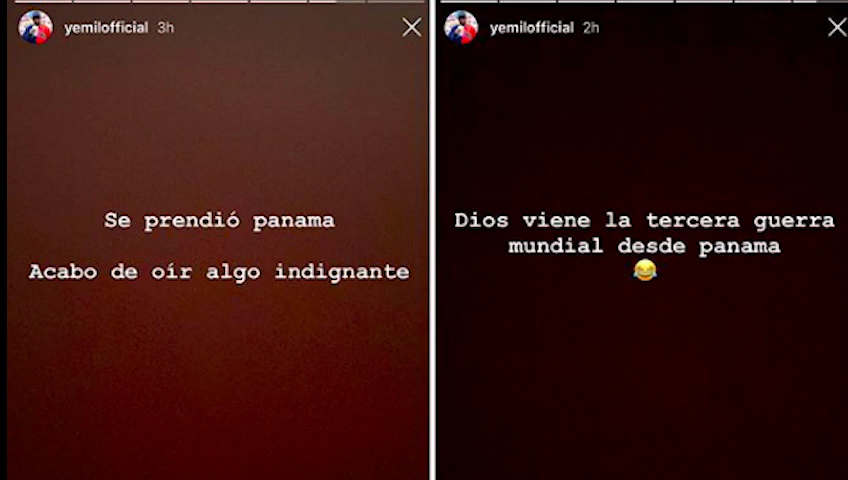 yemilofficial 3h
Se prendió panama
Acabo de oír algo indignante
yemilofficial 2h
Dios viene la tercera guerra
mundial desde panama
😂